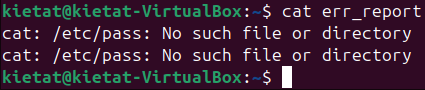 kietat@kietat-VirtualBox:~$ cat err_report
cat: /etc/pass: No such file or directory
cat: /etc/pass: No such file or directory
kietat@kietat-VirtualBox:~$